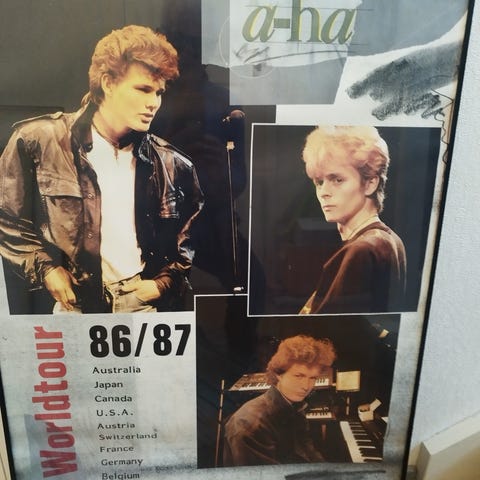 a-ha
Worldtour
86/87
Australia
Japan
Canada
U.S.A.
Austria
Switzerland
France
Germany
Belgium